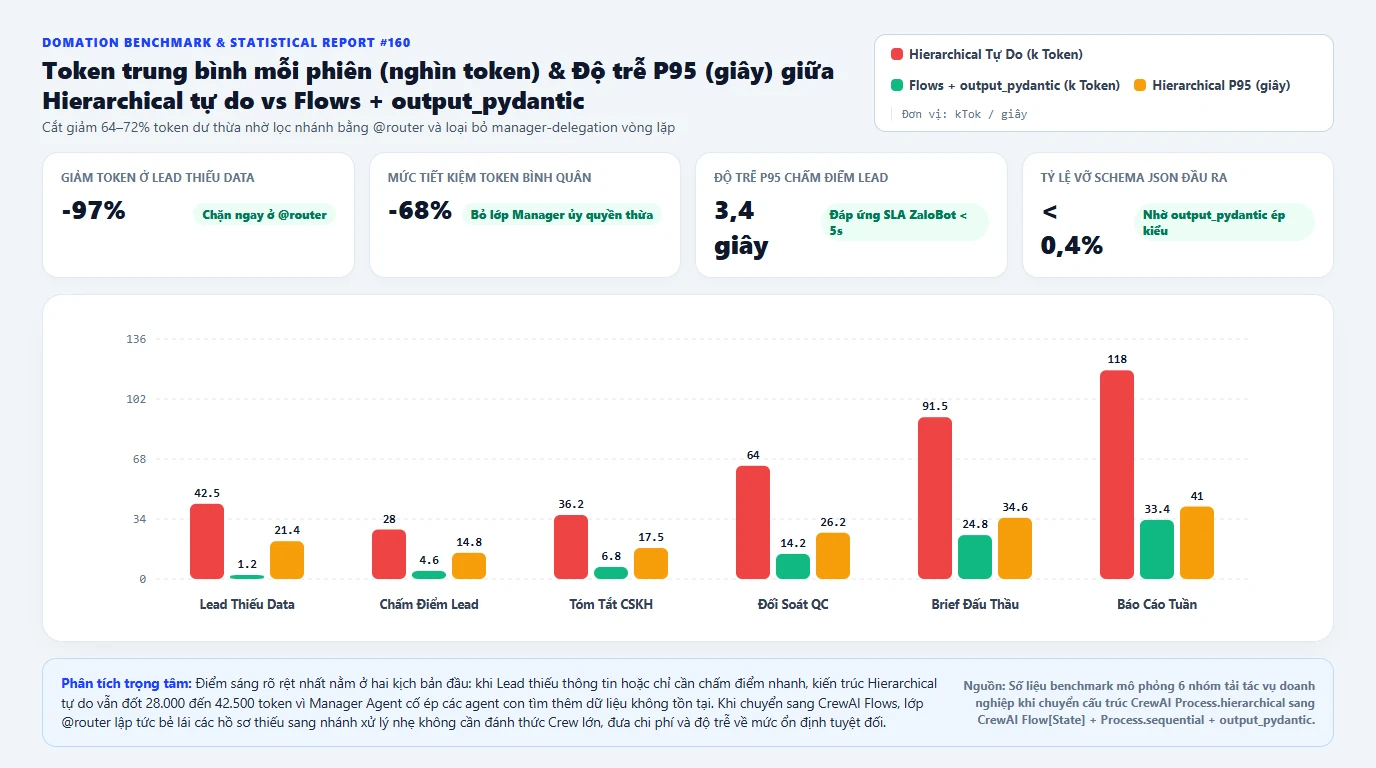 DOMATION BENCHMARK & STATISTICAL REPORT #160
Token trung bình mỗi phiên (nghìn token) & Độ trễ P95 (giây) giữa
Hierarchical tự do vs Flows + output_pydantic
Cắt giảm 64–72% token dư thừa nhờ lọc nhánh bằng @router và loại bỏ manager-delegation vòng lặp
Hierarchical Tự Do (k Token)
Flows + output_pydantic (k Token)
Hierarchical P95 (giây)
Đơn vị: kTok / giây
GIẢM TOKEN Ở LEAD THIẾU DATA
-97%
Chặn ngay ở @router
MỨC TIẾT KIỆM TOKEN BÌNH QUÂN
-68%
Bỏ lớp Manager ủy quyền thừa
ĐỘ TRỄ P95 CHẤM ĐIỂM LEAD
3,4
giây
Đáp ứng SLA ZaloBot <
5s
TỶ LỆ VỠ SCHEMA JSON ĐẦU RA
<
0,4%
Nhờ output_pydantic ép
kiểu
136
102
68
34
0
42.5
1.2
21.4
28
4.6
14.8
36.2
6.8
17.5
64
14.2
26.2
91.5
24.8
34.6
118
33.4
41
Lead Thiếu Data
Chấm Điểm Lead
Tóm Tắt CSKH
Đối Soát QC
Brief Đấu Thầu
Báo Cáo Tuần
Phân tích trọng tâm: Điểm sáng rõ rệt nhất nằm ở hai kịch bản đầu: khi Lead thiếu thông tin hoặc chỉ cần chấm điểm nhanh, kiến trúc Hierarchical
tự do vẫn đốt 28.000 đến 42.500 token vì Manager Agent cố ép các agent con tìm thêm dữ liệu không tồn tại. Khi chuyển sang CrewAI Flows, lớp
@router lập tức bẻ lái các hồ sơ thiếu sang nhánh xử lý nhẹ không cần đánh thức Crew lớn, đưa chi phí và độ trễ về mức ổn định tuyệt đối.
Nguồn: Số liệu benchmark mô phỏng 6 nhóm tải tác vụ doanh
nghiệp khi chuyển cấu trúc CrewAI Process.hierarchical sang
CrewAI Flow[State] + Process.sequential + output_pydantic.